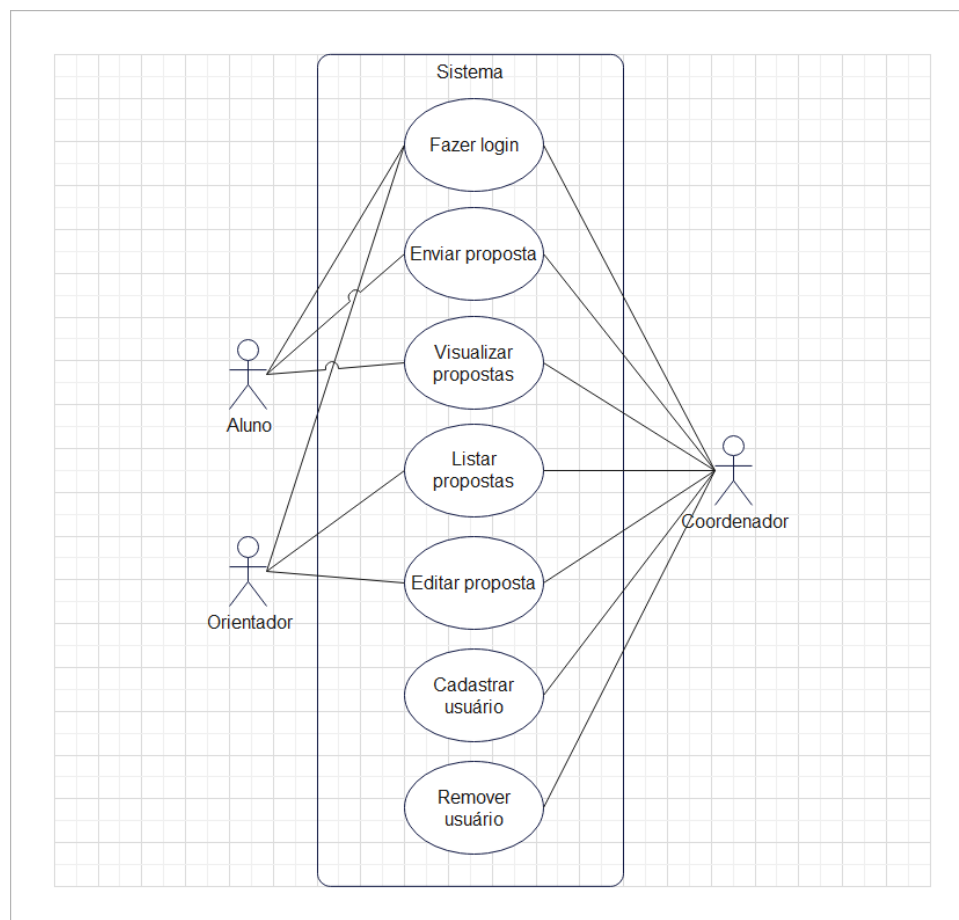 Sistema
Fazer login
Enviar proposta
Visualizar
propostas
Aluno
Listar
propostas
Coordenador
Editar proposta
Orientador
Cadastrar
usuário
Remover
usuário